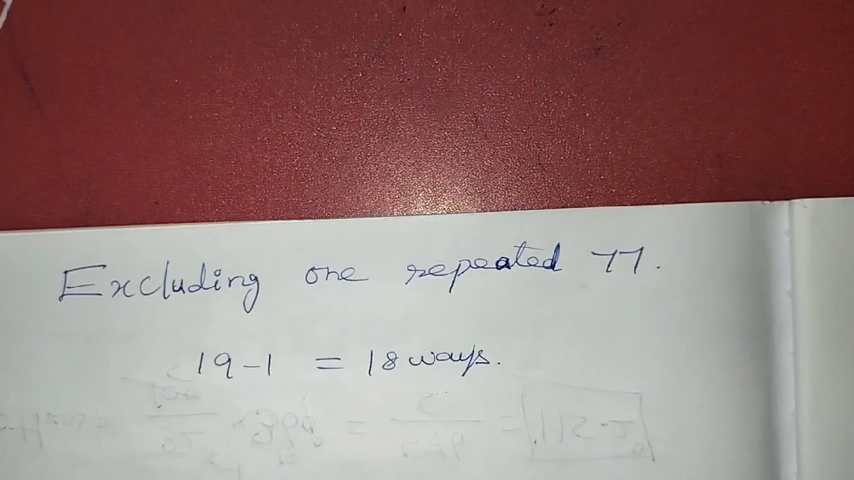 Excluding one repeated 77.
19 - 1 = 18 ways.